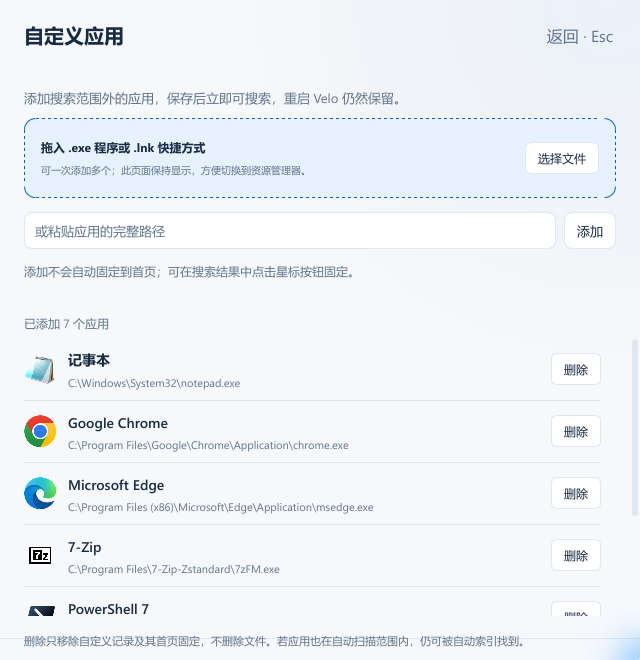 自定义应用
返回 · Esc
添加搜索范围外的应用，保存后立即可搜索，重启 Velo 仍然保留。
拖入 .exe 程序或 .lnk 快捷方式
可一次添加多个；此页面保持显示，方便切换到资源管理器。
选择文件
或粘贴应用的完整路径
添加
添加不会自动固定到首页；可在搜索结果中点击星标按钮固定。
已添加 7 个应用
记事本
C:\Windows\System32\notepad.exe
删除
Google Chrome
C:\Program Files\Google\Chrome\Application\chrome.exe
删除
Microsoft Edge
C:\Program Files (x86)\Microsoft\Edge\Application\msedge.exe
删除
7z
7-Zip
C:\Program Files\7-Zip-Zstandard\7zFM.exe
删除
PowerShell 7
删除
删除只移除自定义记录及其首页固定，不删除文件。若应用也在自动扫描范围内，仍可被自动索引找到。